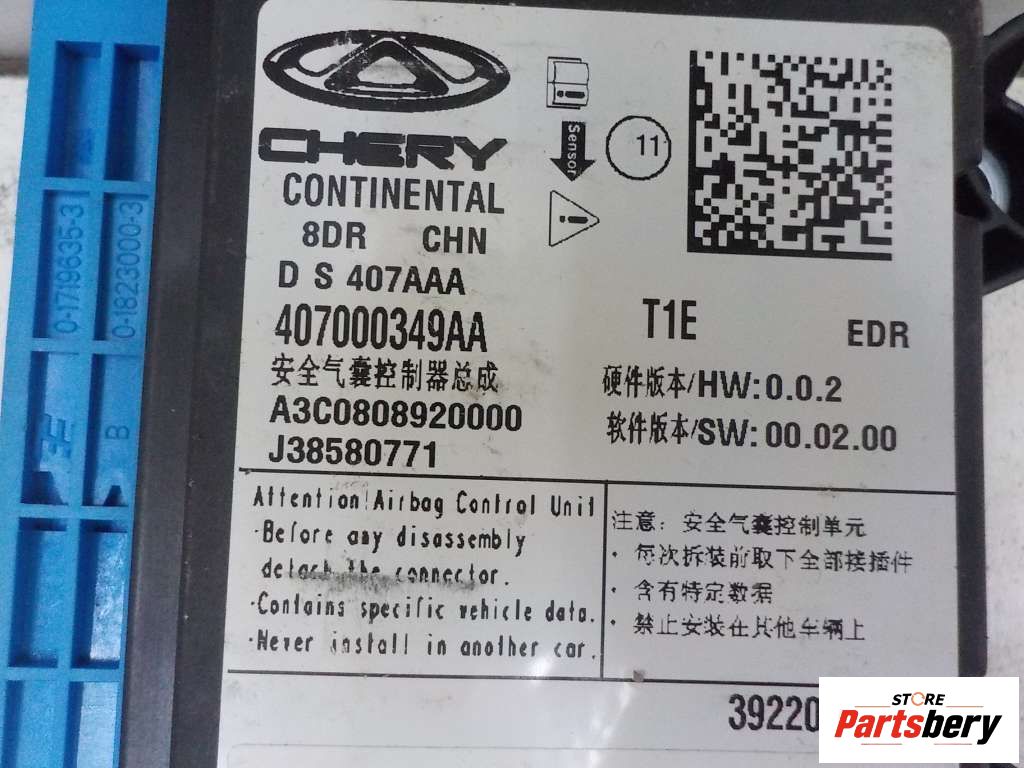 CHERY
CONTINENTAL
8DR CHN
D S 407AAA
407000349AA
安全气囊控制器总成
A3C0808920000
J38580771
Sensor
11
T1E
EDR
硬件版本/HW:0.0.2
软件版本/SW:00.02.00
Attention!Airbag Control Unit
·Before any disassembly
detach the connector.
·Contains specific vehicle data.
·Never install in another car.
注意：安全气囊控制单元
·每次拆装前取下全部接插件
·含有特定数据
·禁止安装在其他车辆上
39220
0-1719635-3
0-1823000-3
B
STORE
Partsbery